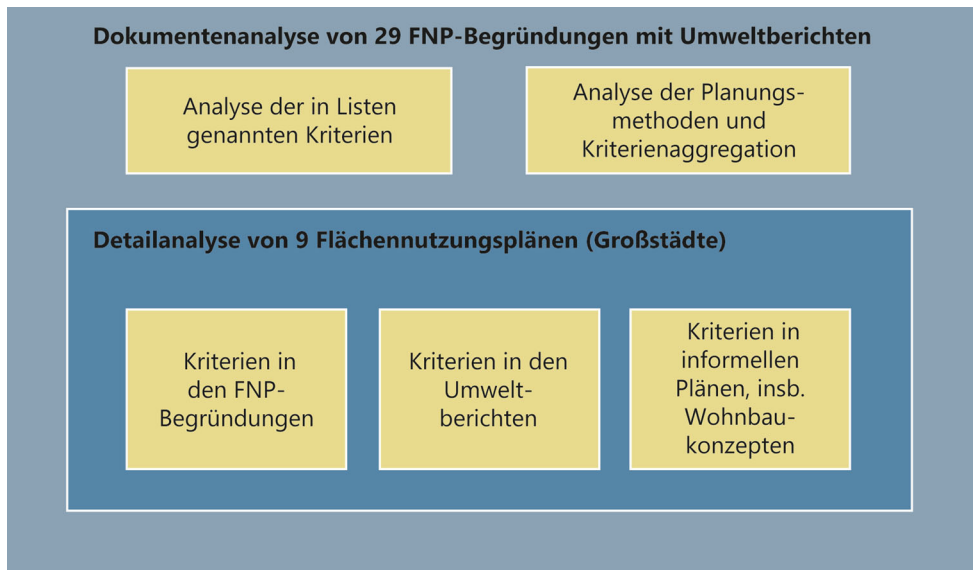 Dokumentenanalyse von 29 FNP-Begründungen mit Umweltberichten
Analyse der in Listen
genannten Kriterien
Analyse der Planungs-
methoden und
Kriterienaggregation
Detailanalyse von 9 Flächennutzungsplänen (Großstädte)
Kriterien in
den FNP-
Begründungen
Kriterien in den
Umwelt-
berichten
Kriterien in
informellen
Plänen, insb.
Wohnbau-
konzepten